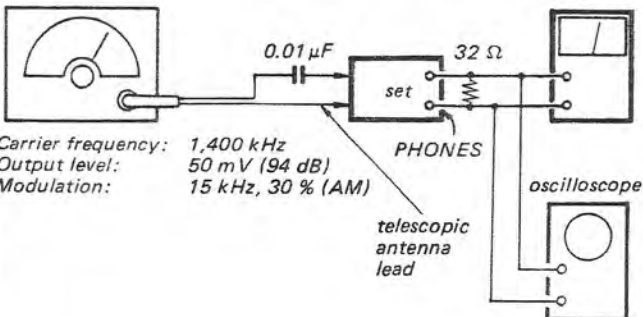 0.01 µF
32 Ω
set
PHONES
Carrier frequency: 1,400 kHz
Output level: 50 mV (94 dB)
Modulation: 15 kHz, 30 % (AM)
telescopic
antenna
lead
oscilloscope